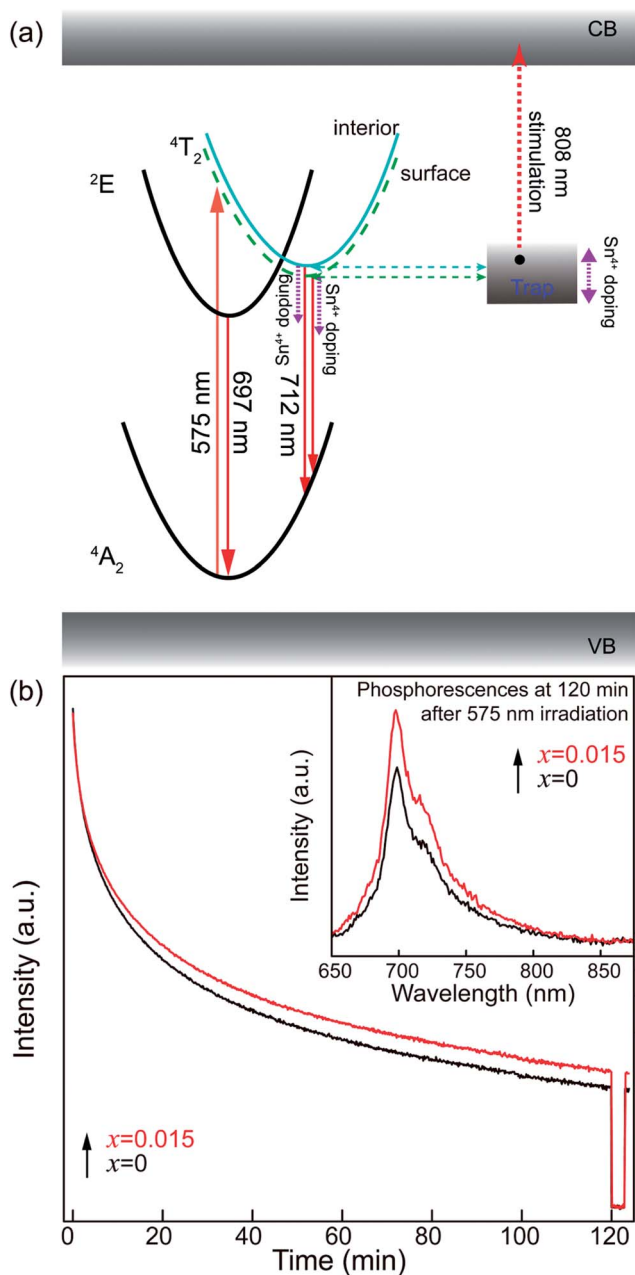 (a)
CB
interior
⁴T₂
surface
²E
808 nm
stimulation
Trap
Sn⁴⁺ doping
Sn⁴⁺ doping
Sn⁴⁺ doping
575 nm
697 nm
712 nm
⁴A₂
VB
(b)
Phosphorescences at 120 min
after 575 nm irradiation
x=0.015
x=0
Intensity (a.u.)
650 700 750 800 850
Wavelength (nm)
Intensity (a.u.)
x=0.015
x=0
0 20 40 60 80 100 120
Time (min)